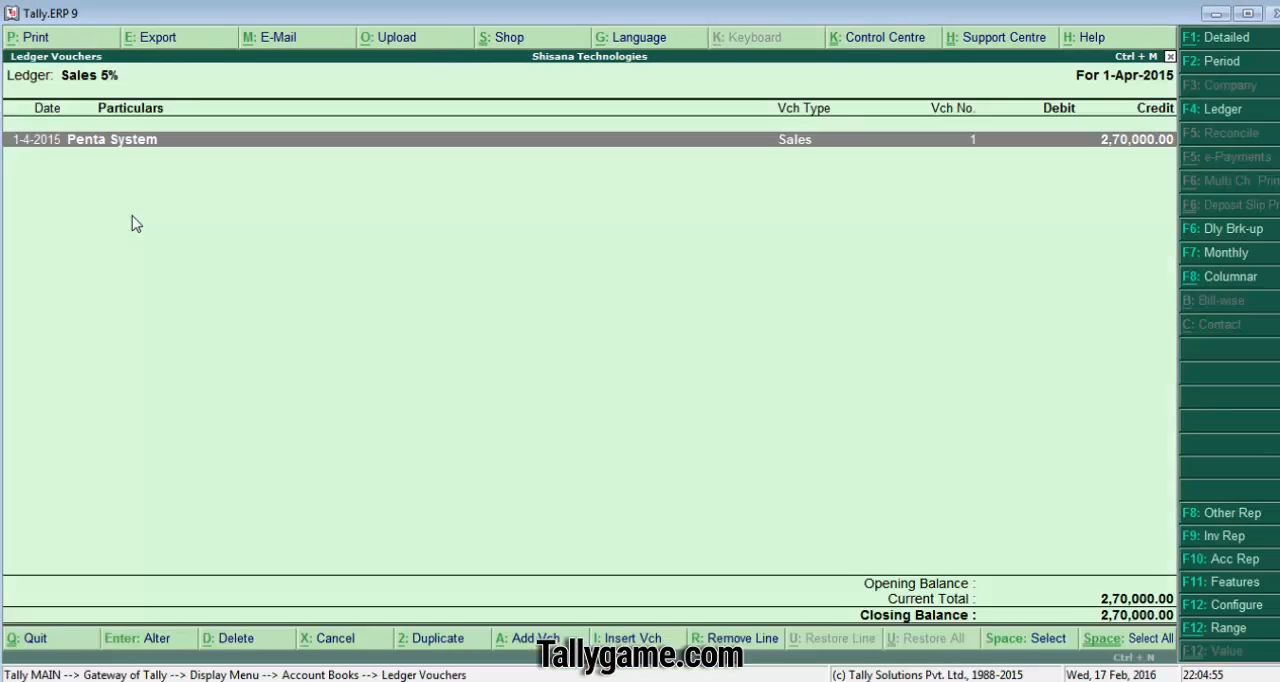 Tally.ERP 9
P: Print E: Export M: E-Mail O: Upload S: Shop G: Language K: Keyboard K: Control Centre H: Support Centre H: Help
Ledger Vouchers Shisana Technologies Ctrl + M
Ledger: Sales 5% For 1-Apr-2015
Date Particulars Vch Type Vch No. Debit Credit
1-4-2015 Penta System Sales 1 2,70,000.00
Opening Balance :
Current Total : 2,70,000.00
Closing Balance : 2,70,000.00
Q: Quit Enter: Alter D: Delete X: Cancel 2: Duplicate A: Add Vch I: Insert Vch R: Remove Line U: Restore Line U: Restore All Space: Select Space: Select All
Tallygame.com
Ctrl + N
Tally MAIN --> Gateway of Tally --> Display Menu --> Account Books --> Ledger Vouchers (c) Tally Solutions Pvt. Ltd., 1988-2015 Wed, 17 Feb, 2016 22:04:55
F1: Detailed
F2: Period
F3: Company
F4: Ledger
F5: Reconcile
F5: e-Payments
F6: Multi Ch Prin
F6: Deposit Slip Pr
F6: Dly Brk-up
F7: Monthly
F8: Columnar
B: Bill-wise
C: Contact
F8: Other Rep
F9: Inv Rep
F10: Acc Rep
F11: Features
F12: Configure
F12: Range
F12: Value